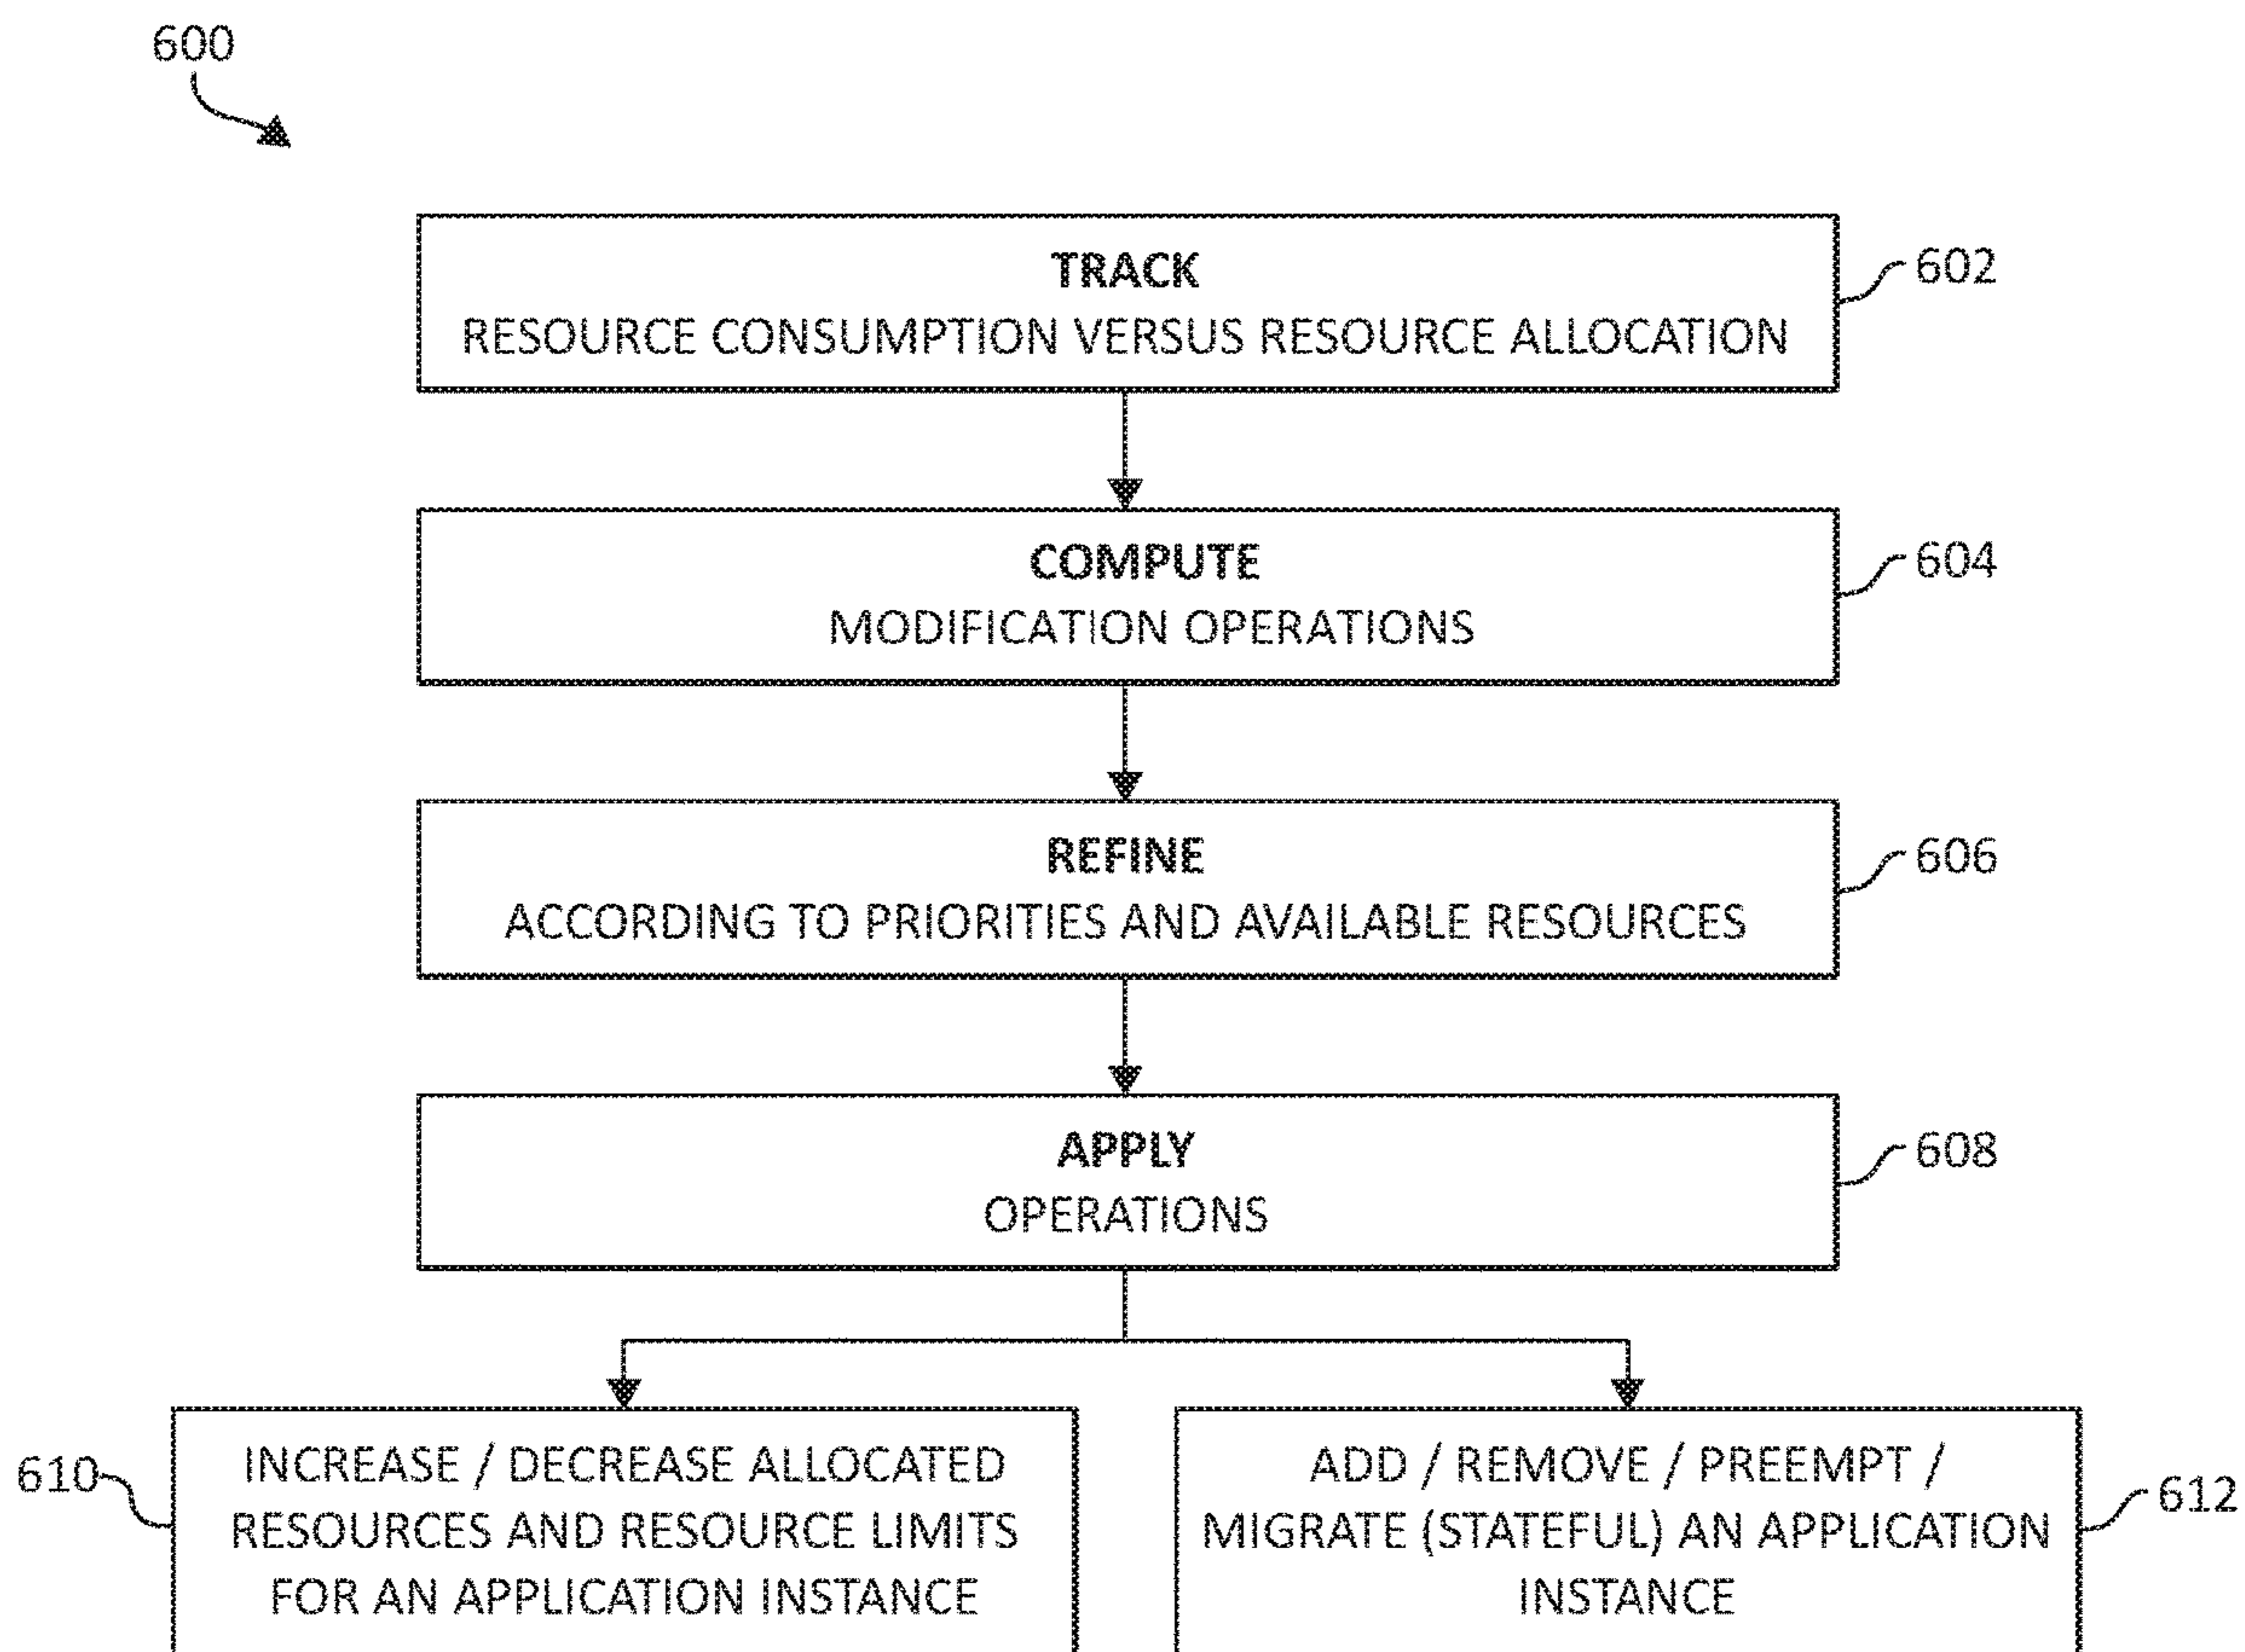 600
TRACK
RESOURCE CONSUMPTION VERSUS RESOURCE ALLOCATION
602
COMPUTE
MODIFICATION OPERATIONS
604
REFINE
ACCORDING TO PRIORITIES AND AVAILABLE RESOURCES
606
APPLY
OPERATIONS
608
610
INCREASE / DECREASE ALLOCATED
RESOURCES AND RESOURCE LIMITS
FOR AN APPLICATION INSTANCE
ADD / REMOVE / PREEMPT /
MIGRATE (STATEFUL) AN APPLICATION
INSTANCE
612